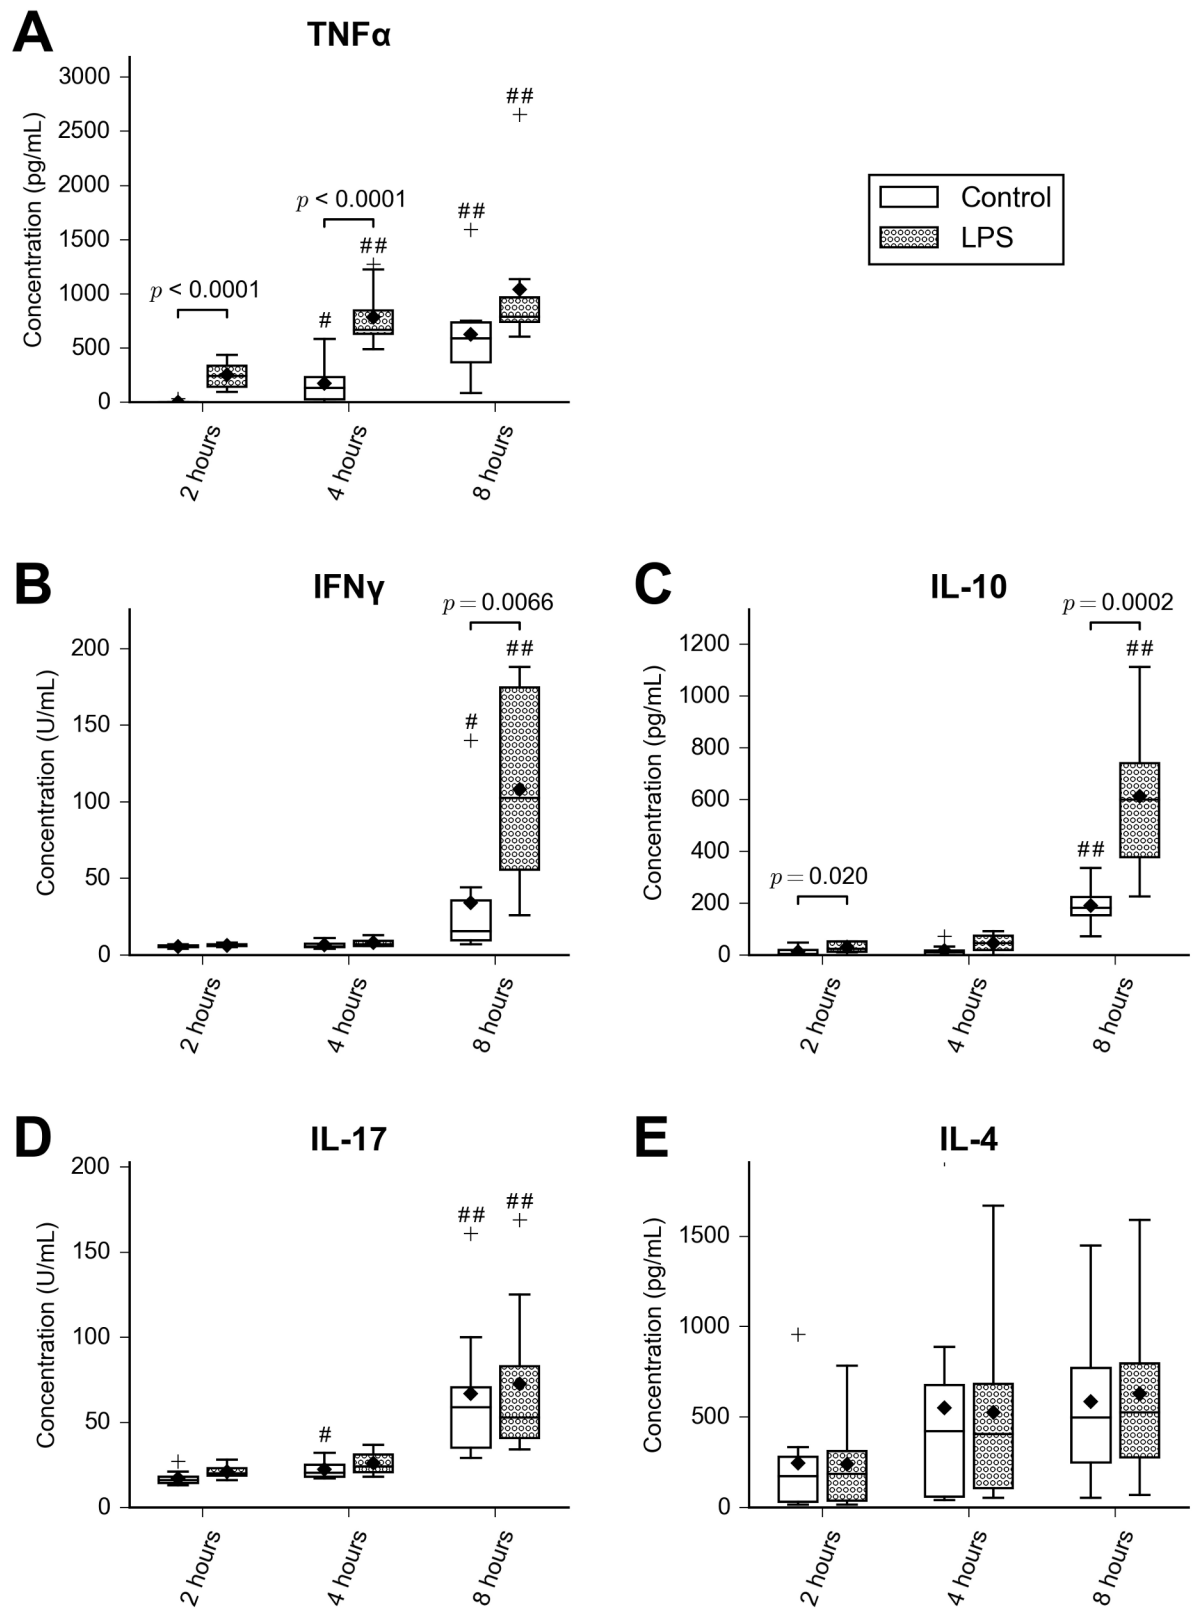 A
TNFα
Concentration (pg/mL)
3000
2500
2000
1500
1000
500
0
p < 0.0001
#
p < 0.0001
##
##
##
2 hours
4 hours
8 hours
Control
LPS
B
IFNγ
Concentration (U/mL)
200
150
100
50
0
p = 0.0066
#
##
2 hours
4 hours
8 hours
C
IL-10
Concentration (pg/mL)
1200
1000
800
600
400
200
0
p = 0.020
p = 0.0002
##
##
2 hours
4 hours
8 hours
D
IL-17
Concentration (U/mL)
200
150
100
50
0
#
##
##
2 hours
4 hours
8 hours
E
IL-4
Concentration (pg/mL)
1500
1000
500
0
2 hours
4 hours
8 hours